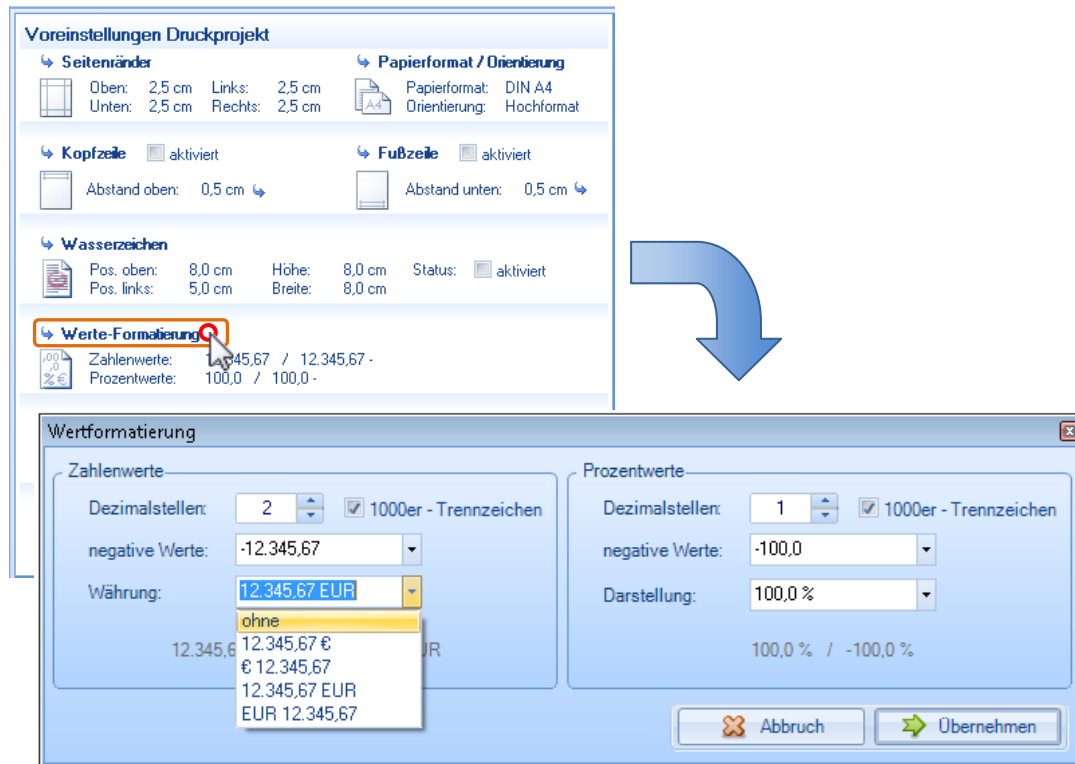 Voreinstellungen Druckprojekt
Seitenränder Papierformat / Orientierung
Oben: 2,5 cm Links: 2,5 cm Papierformat: DIN A4
Unten: 2,5 cm Rechts: 2,5 cm A4 Orientierung: Hochformat
Kopfzeile aktiviert Fußzeile aktiviert
Abstand oben: 0,5 cm Abstand unten: 0,5 cm
Wasserzeichen
Pos. oben: 8,0 cm Höhe: 8,0 cm Status: aktiviert
Pos. links: 5,0 cm Breite: 8,0 cm
Werte-Formatierung
Zahlenwerte: 45,67 / 12.345,67 -
Prozentwerte: 100,0 / 100,0 -
Wertformatierung
Zahlenwerte Prozentwerte
Dezimalstellen: 2 1000er - Trennzeichen Dezimalstellen: 1 1000er - Trennzeichen
negative Werte: -12.345,67 negative Werte: -100,0
Währung: 12.345,67 EUR Darstellung: 100,0 %
ohne
12.345,67 €
€ 12.345,67
12.345,67 EUR
EUR 12.345,67
100,0 % / -100,0 %
Abbruch Übernehmen